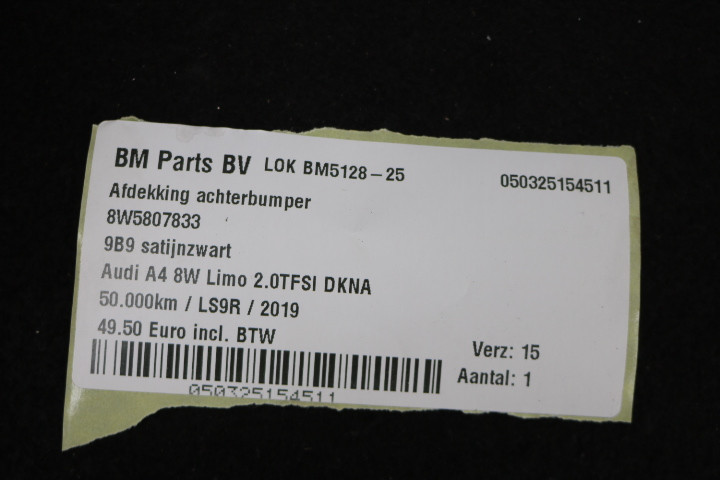 BM Parts BV LOK BM5128-25 050325154511
Afdekking achterbumper
8W5807833
9B9 satijnzwart
Audi A4 8W Limo 2.0TFSI DKNA
50.000km / LS9R / 2019
49.50 Euro incl. BTW
Verz: 15
Aantal: 1
050325154511